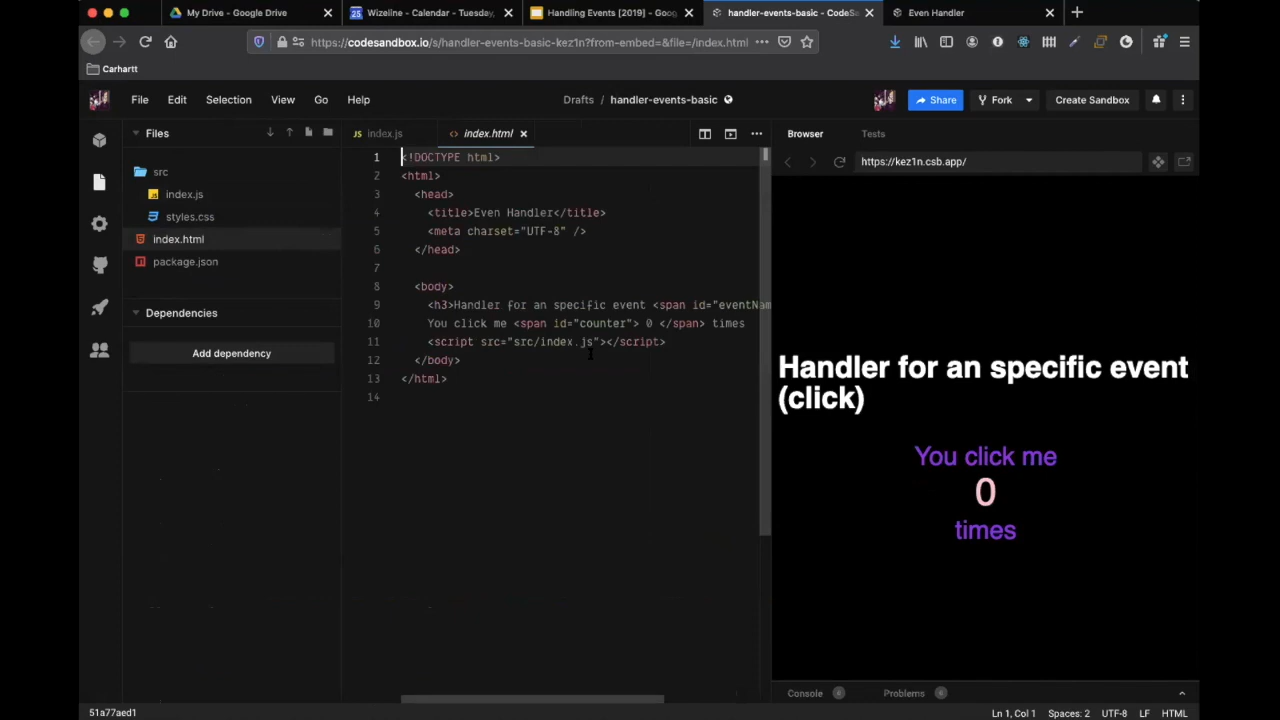 My Drive - Google Drive
Wizeline - Calendar - Tuesday,
Handling Events [2019] - Goog
handler-events-basic - CodeSa
Even Handler
https://codesandbox.io/s/handler-events-basic-kez1n?from-embed=&file=/index.html
Carhartt
File Edit Selection View Go Help
Drafts / handler-events-basic
Share
Fork
Create Sandbox
Files
src
index.js
styles.css
index.html
package.json
Dependencies
Add dependency
JS index.js
<> index.html
1 <!DOCTYPE html>
2 <html>
3 <head>
4 <title>Even Handler</title>
5 <meta charset="UTF-8" />
6 </head>
7
8 <body>
9 <h3>Handler for an specific event <span id="eventNam
10 You click me <span id="counter"> 0 </span> times
11 <script src="src/index.js"></script>
12 </body>
13 </html>
14
Browser Tests
https://kez1n.csb.app/
Handler for an specific event
(click)
You click me
0
times
Console
Problems
51a77aed1
Ln 1, Col 1 Spaces: 2 UTF-8 LF HTML